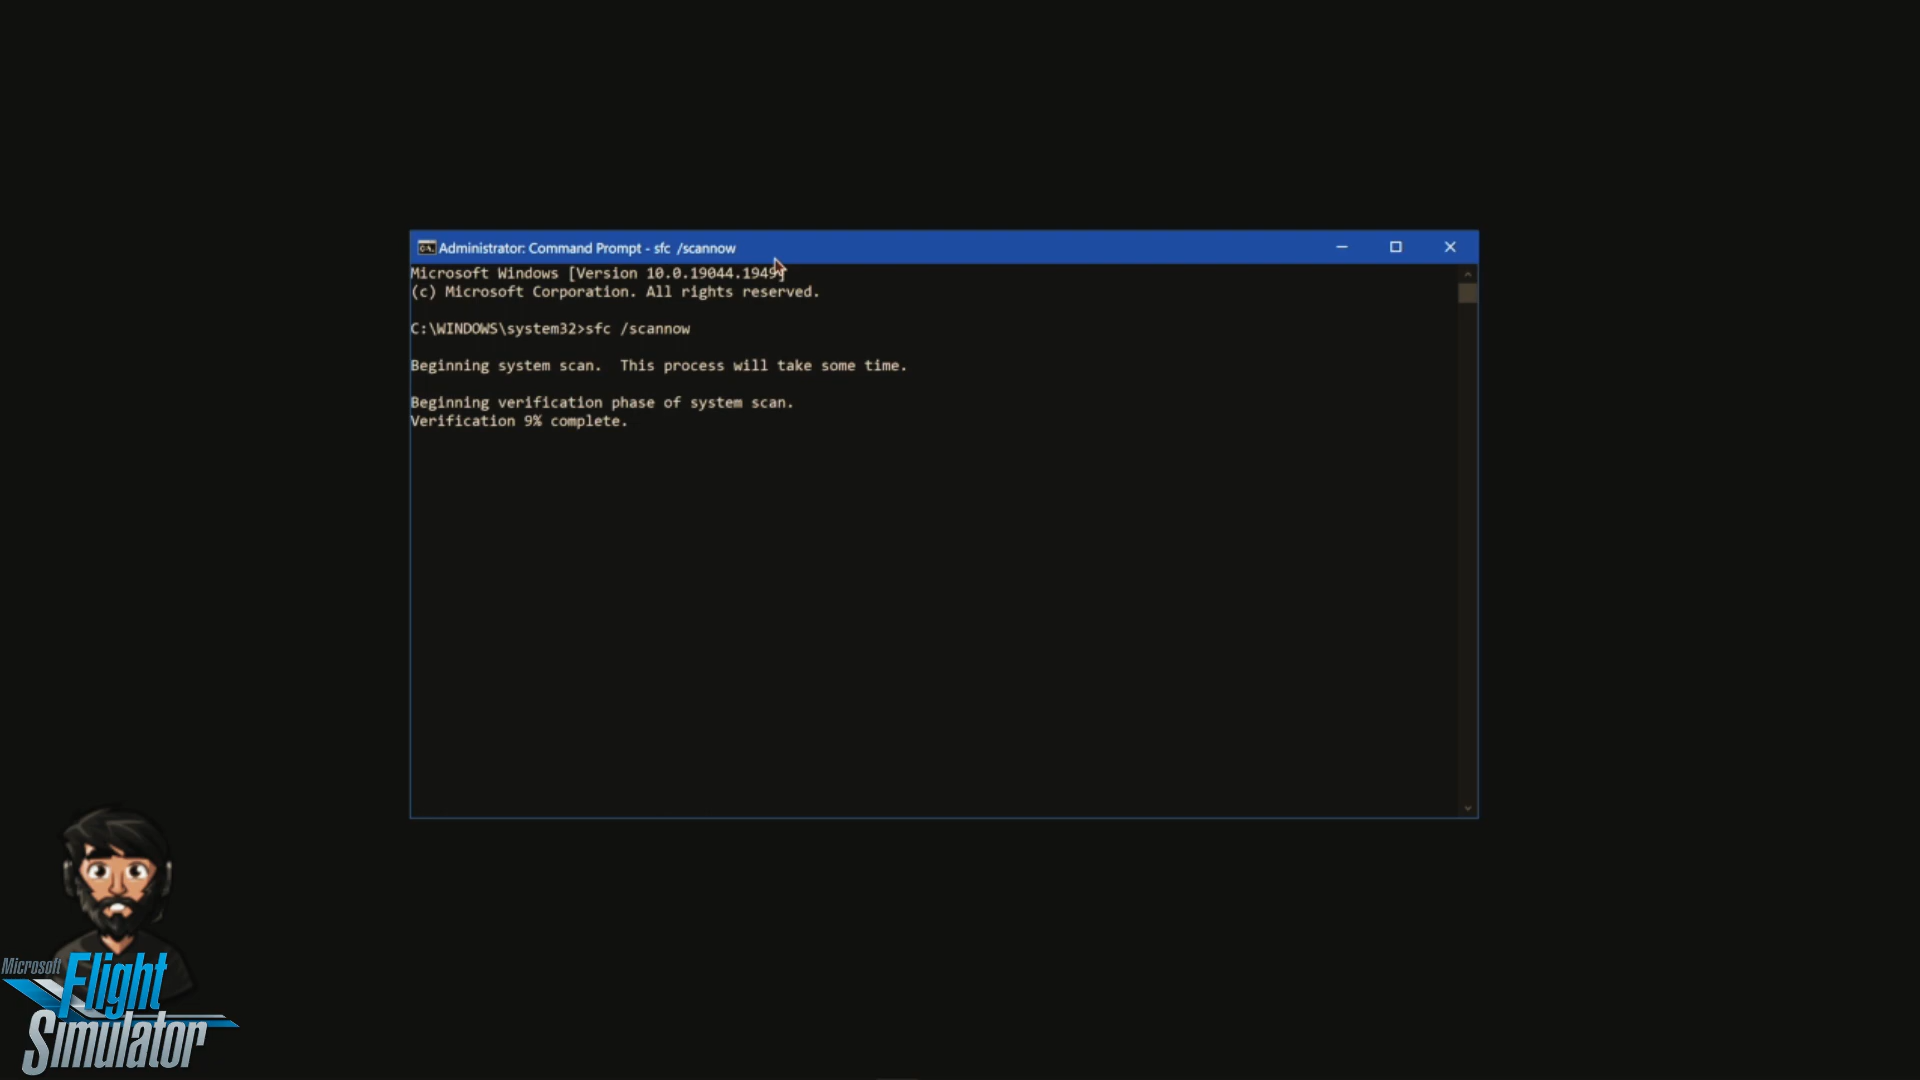 Administrator: Command Prompt - sfc /scannow
Microsoft Windows [Version 10.0.19044.1949]
(c) Microsoft Corporation. All rights reserved.
C:\WINDOWS\system32>sfc /scannow
Beginning system scan.  This process will take some time.
Beginning verification phase of system scan.
Verification 9% complete.
Microsoft
Flight
Simulator